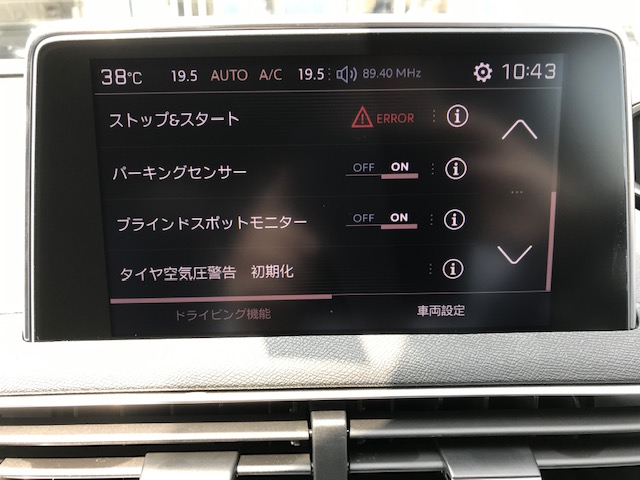 38°C 19.5 AUTO A/C 19.5 89.40 MHz 10:43
ストップ&スタート ERROR
パーキングセンサー OFF ON
ブラインドスポットモニター OFF ON
タイヤ空気圧警告 初期化
ドライビング機能 車両設定